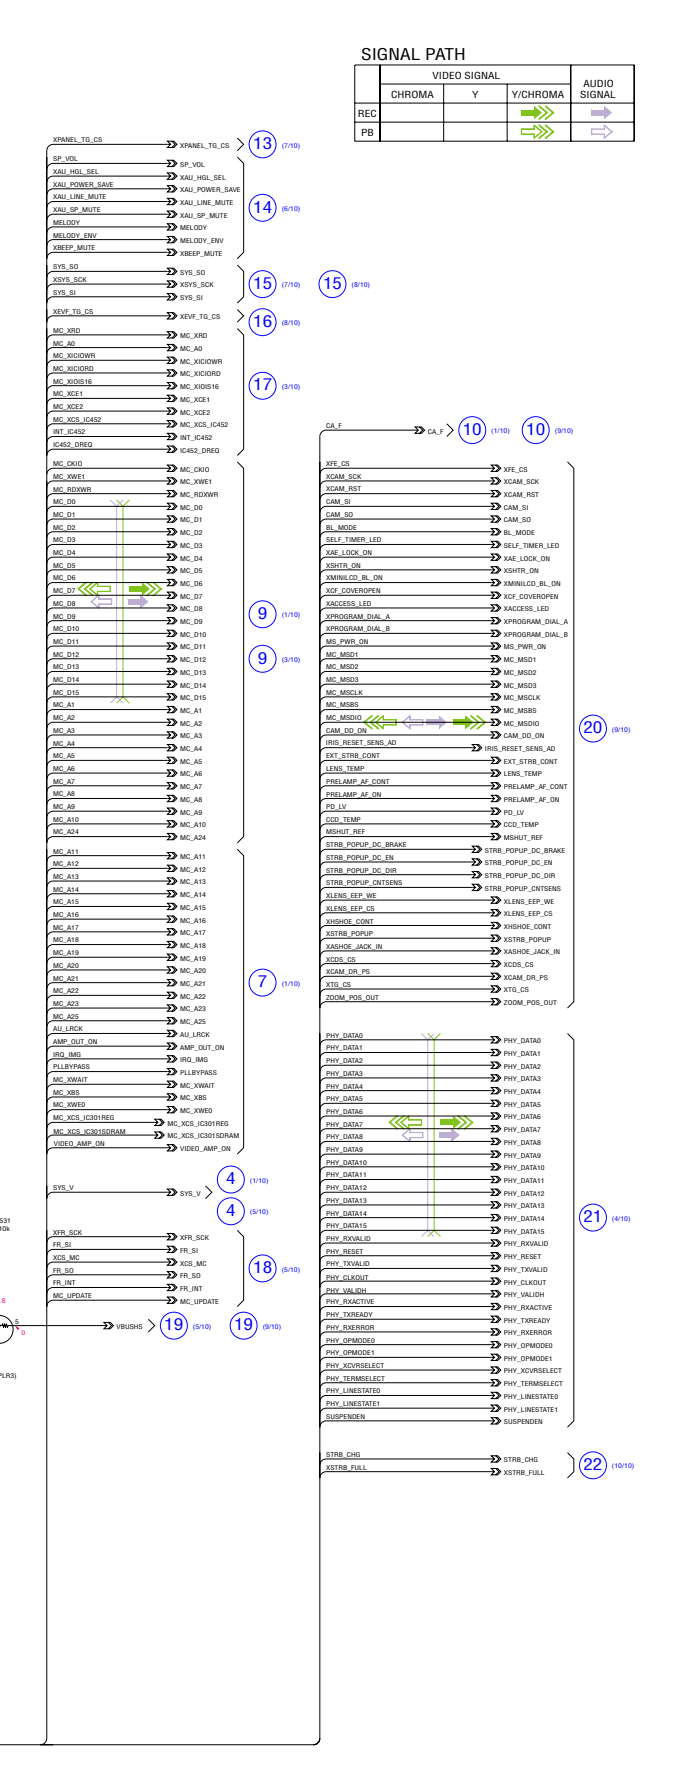 SIGNAL PATH
VIDEO SIGNAL
AUDIO SIGNAL
CHROMA Y Y/CHROMA
REC
PB
XPANEL_TG_CS XPANEL_TG_CS 13 (7/10)
SP_VOL SP_VOL
XAU_HGL_SEL XAU_HGL_SEL
XAU_POWER_SAVE XAU_POWER_SAVE
XAU_LINE_MUTE XAU_LINE_MUTE
XAU_SP_MUTE XAU_SP_MUTE
MELODY MELODY
MELODY_ENV MELODY_ENV
XBEEP_MUTE XBEEP_MUTE
14 (6/10)
SYS_SO SYS_SO
XSYS_SCK XSYS_SCK
SYS_SI SYS_SI
15 (7/10) 15 (8/10)
XEVF_TG_CS XEVF_TG_CS 16 (8/10)
MC_XRD MC_XRD
MC_A0 MC_A0
MC_XICIOWR MC_XICIOWR
MC_XICIORD MC_XICIORD
MC_XIOIS16 MC_XIOIS16
MC_XCE1 MC_XCE1
MC_XCE2 MC_XCE2
MC_XCS_IC452 MC_XCS_IC452
INT_IC452 INT_IC452
IC452_DREQ IC452_DREQ
17 (3/10)
MC_CKIO MC_CKIO
MC_XWE1 MC_XWE1
MC_RDXWR MC_RDXWR
MC_D0 MC_D0
MC_D1 MC_D1
MC_D2 MC_D2
MC_D3 MC_D3
MC_D4 MC_D4
MC_D5 MC_D5
MC_D6 MC_D6
MC_D7 MC_D7
MC_D8 MC_D8
MC_D9 MC_D9
MC_D10 MC_D10
MC_D11 MC_D11
MC_D12 MC_D12
MC_D13 MC_D13
MC_D14 MC_D14
MC_D15 MC_D15
MC_A1 MC_A1
MC_A2 MC_A2
MC_A3 MC_A3
MC_A4 MC_A4
MC_A5 MC_A5
MC_A6 MC_A6
MC_A7 MC_A7
MC_A8 MC_A8
MC_A9 MC_A9
MC_A10 MC_A10
MC_A24 MC_A24
9 (1/10)
9 (3/10)
MC_A11 MC_A11
MC_A12 MC_A12
MC_A13 MC_A13
MC_A14 MC_A14
MC_A15 MC_A15
MC_A16 MC_A16
MC_A17 MC_A17
MC_A18 MC_A18
MC_A19 MC_A19
MC_A20 MC_A20
MC_A21 MC_A21
MC_A22 MC_A22
MC_A23 MC_A23
MC_A25 MC_A25
AU_LRCK AU_LRCK
AMP_OUT_ON AMP_OUT_ON
IRQ_IMG IRQ_IMG
PLLBYPASS PLLBYPASS
MC_XWAIT MC_XWAIT
MC_XBS MC_XBS
MC_XWE0 MC_XWE0
MC_XCS_IC301REG MC_XCS_IC301REG
MC_XCS_IC301SDRAM MC_XCS_IC301SDRAM
VIDEO_AMP_ON VIDEO_AMP_ON
7 (1/10)
SYS_V SYS_V
4 (1/10)
4 (5/10)
XFR_SCK XFR_SCK
FR_SI FR_SI
XCS_MC XCS_MC
FR_SO FR_SO
FR_INT FR_INT
MC_UPDATE MC_UPDATE
18 (5/10)
531
10k
.8
5
0
VBUSHS 19 (5/10) 19 (9/10)
PLR3)
CA_F CA_F 10 (1/10) 10 (9/10)
XFE_CS XFE_CS
XCAM_SCK XCAM_SCK
XCAM_RST XCAM_RST
CAM_SI CAM_SI
CAM_SO CAM_SO
BL_MODE BL_MODE
SELF_TIMER_LED SELF_TIMER_LED
XAE_LOCK_ON XAE_LOCK_ON
XSHTR_ON XSHTR_ON
XMINILCD_BL_ON XMINILCD_BL_ON
XCF_COVEROPEN XCF_COVEROPEN
XACCESS_LED XACCESS_LED
XPROGRAM_DIAL_A XPROGRAM_DIAL_A
XPROGRAM_DIAL_B XPROGRAM_DIAL_B
MS_PWR_ON MS_PWR_ON
MC_MSD1 MC_MSD1
MC_MSD2 MC_MSD2
MC_MSD3 MC_MSD3
MC_MSCLK MC_MSCLK
MC_MSBS MC_MSBS
MC_MSDIO MC_MSDIO
CAM_DD_ON CAM_DD_ON
IRIS_RESET_SENS_AD IRIS_RESET_SENS_AD
EXT_STRB_CONT EXT_STRB_CONT
LENS_TEMP LENS_TEMP
PRELAMP_AF_CONT PRELAMP_AF_CONT
PRELAMP_AF_ON PRELAMP_AF_ON
PD_LV PD_LV
CCD_TEMP CCD_TEMP
MSHUT_REF MSHUT_REF
STRB_POPUP_DC_BRAKE STRB_POPUP_DC_BRAKE
STRB_POPUP_DC_EN STRB_POPUP_DC_EN
STRB_POPUP_DC_DIR STRB_POPUP_DC_DIR
STRB_POPUP_CNTSENS STRB_POPUP_CNTSENS
XLENS_EEP_WE XLENS_EEP_WE
XLENS_EEP_CS XLENS_EEP_CS
XHSHOE_CONT XHSHOE_CONT
XSTRB_POPUP XSTRB_POPUP
XASHOE_JACK_IN XASHOE_JACK_IN
XCDS_CS XCDS_CS
XCAM_DR_PS XCAM_DR_PS
XTG_CS XTG_CS
ZOOM_POS_OUT ZOOM_POS_OUT
20 (9/10)
PHY_DATA0 PHY_DATA0
PHY_DATA1 PHY_DATA1
PHY_DATA2 PHY_DATA2
PHY_DATA3 PHY_DATA3
PHY_DATA4 PHY_DATA4
PHY_DATA5 PHY_DATA5
PHY_DATA6 PHY_DATA6
PHY_DATA7 PHY_DATA7
PHY_DATA8 PHY_DATA8
PHY_DATA9 PHY_DATA9
PHY_DATA10 PHY_DATA10
PHY_DATA11 PHY_DATA11
PHY_DATA12 PHY_DATA12
PHY_DATA13 PHY_DATA13
PHY_DATA14 PHY_DATA14
PHY_DATA15 PHY_DATA15
PHY_RXVALID PHY_RXVALID
PHY_RESET PHY_RESET
PHY_TXVALID PHY_TXVALID
PHY_CLKOUT PHY_CLKOUT
PHY_VALIDH PHY_VALIDH
PHY_RXACTIVE PHY_RXACTIVE
PHY_TXREADY PHY_TXREADY
PHY_RXERROR PHY_RXERROR
PHY_OPMODE0 PHY_OPMODE0
PHY_OPMODE1 PHY_OPMODE1
PHY_XCVRSELECT PHY_XCVRSELECT
PHY_TERMSELECT PHY_TERMSELECT
PHY_LINESTATE0 PHY_LINESTATE0
PHY_LINESTATE1 PHY_LINESTATE1
SUSPENDEN SUSPENDEN
21 (4/10)
STRB_CHG STRB_CHG
XSTRB_FULL XSTRB_FULL
22 (10/10)